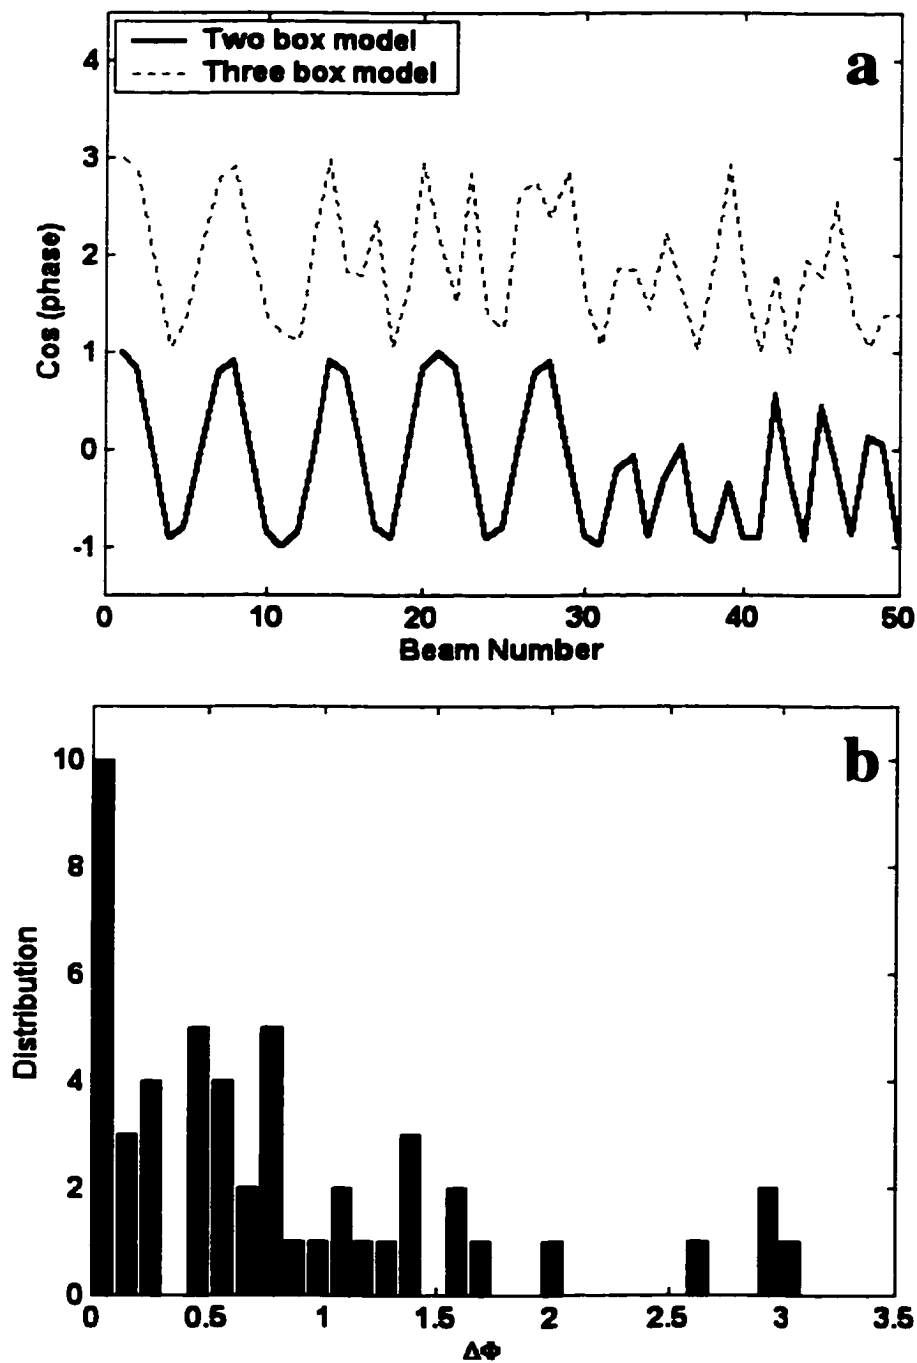 Two box model
Three box model
a
4
3
2
1
0
-1
Cos (phase)
0 10 20 30 40 50
Beam Number
b
10
8
6
4
2
0
Distribution
0 0.5 1 1.5 2 2.5 3 3.5
ΔΦ